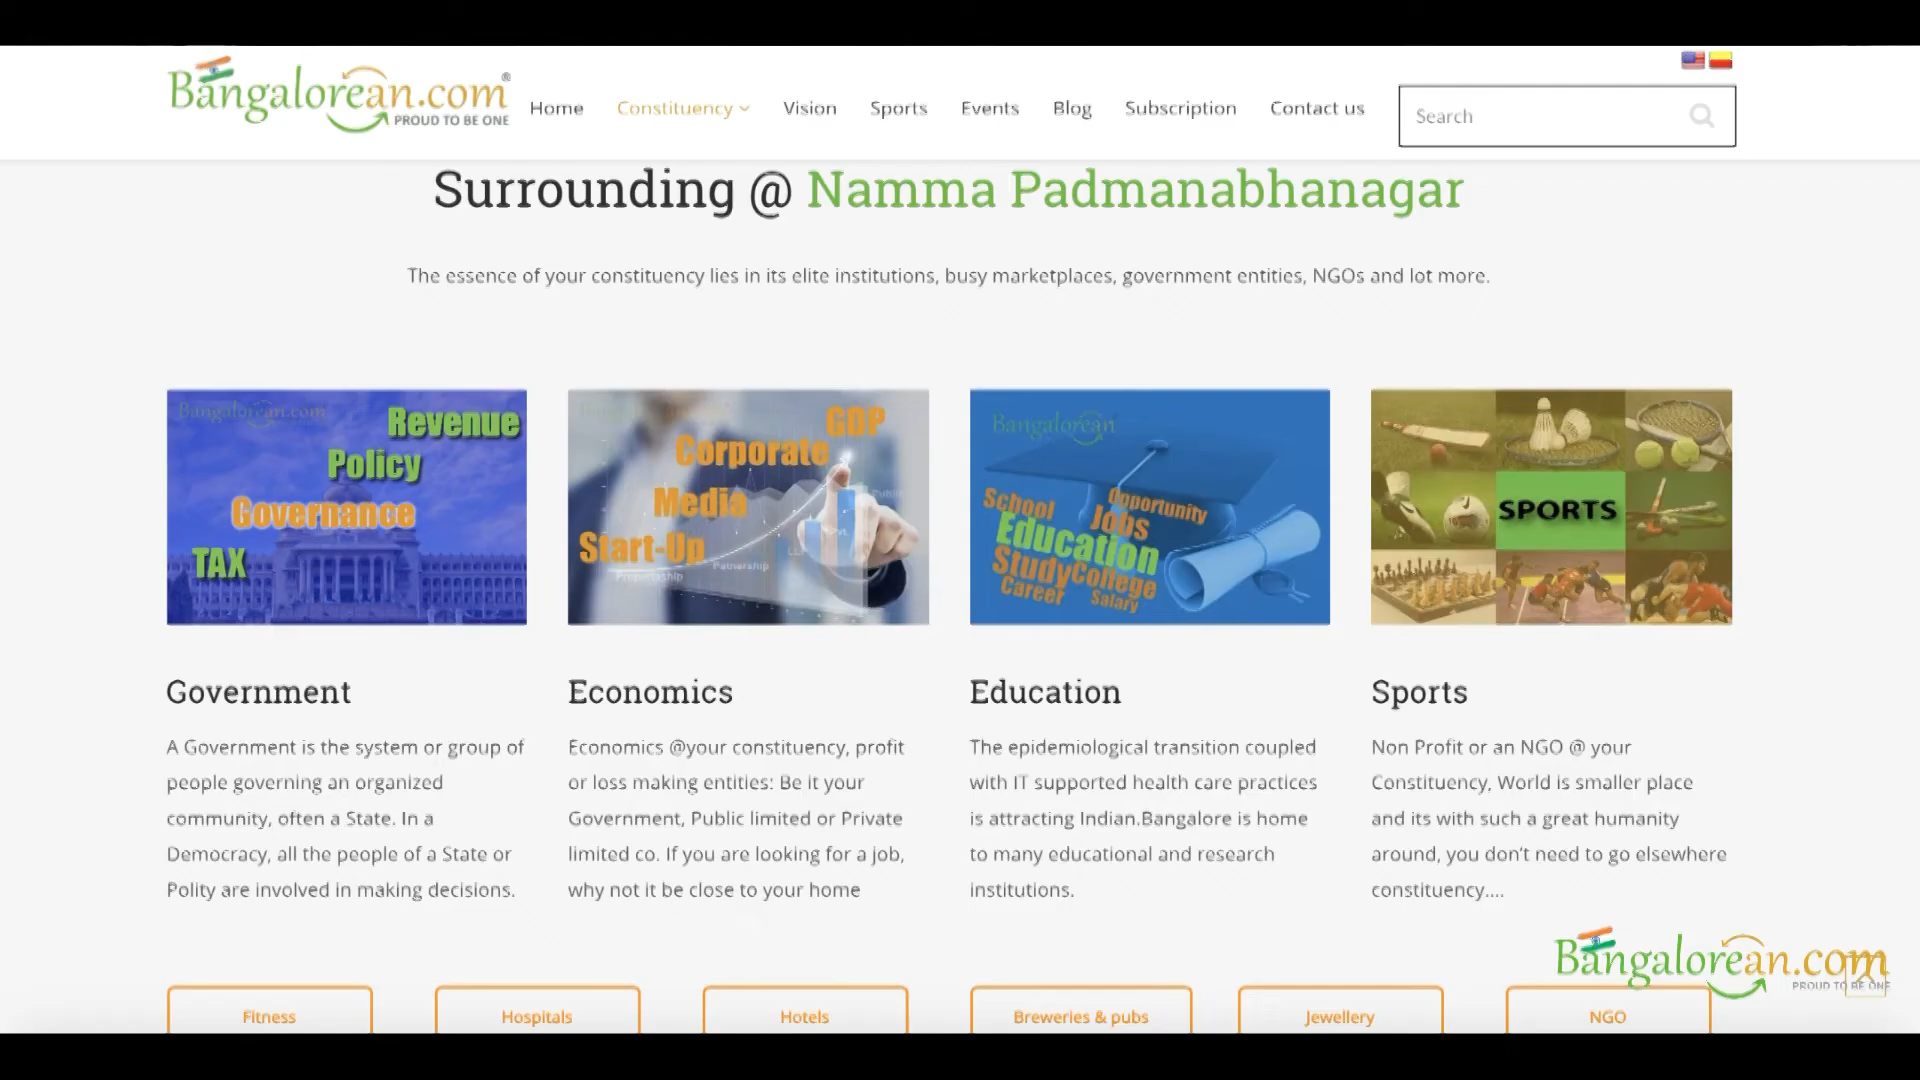 Bangalorean.com®
PROUD TO BE ONE
Home Constituency Vision Sports Events Blog Subscription Contact us
Search
Surrounding @ Namma Padmanabhanagar
The essence of your constituency lies in its elite institutions, busy marketplaces, government entities, NGOs and lot more.
Bangalorean.com
Revenue
Policy
Governance
TAX
GDP
Corporate
Media
Start-Up
Patnarship
Bangalorean
School
Opportunity
Jobs
Education
Study
College
Career
Salary
SPORTS
Government
A Government is the system or group of
people governing an organized
community, often a State. In a
Democracy, all the people of a State or
Polity are involved in making decisions.
Economics
Economics @your constituency, profit
or loss making entities: Be it your
Government, Public limited or Private
limited co. If you are looking for a job,
why not it be close to your home
Education
The epidemiological transition coupled
with IT supported health care practices
is attracting Indian.Bangalore is home
to many educational and research
institutions.
Sports
Non Profit or an NGO @ your
Constituency, World is smaller place
and its with such a great humanity
around, you don't need to go elsewhere
constituency....
Bangalorean.com
PROUD TO BE ONE
Fitness
Hospitals
Hotels
Breweries & pubs
Jewellery
NGO